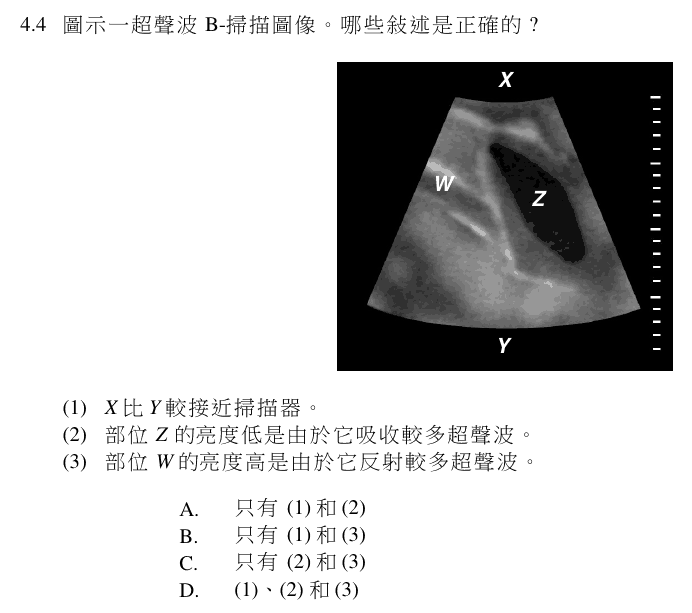 4.4 圖示一超聲波 B-掃描圖像。哪些敍述是正確的？
X
W
Z
Y
(1) X 比 Y 較接近掃描器。
(2) 部位 Z 的亮度低是由於它吸收較多超聲波。
(3) 部位 W 的亮度高是由於它反射較多超聲波。
A. 只有 (1) 和 (2)
B. 只有 (1) 和 (3)
C. 只有 (2) 和 (3)
D. (1)、(2) 和 (3)